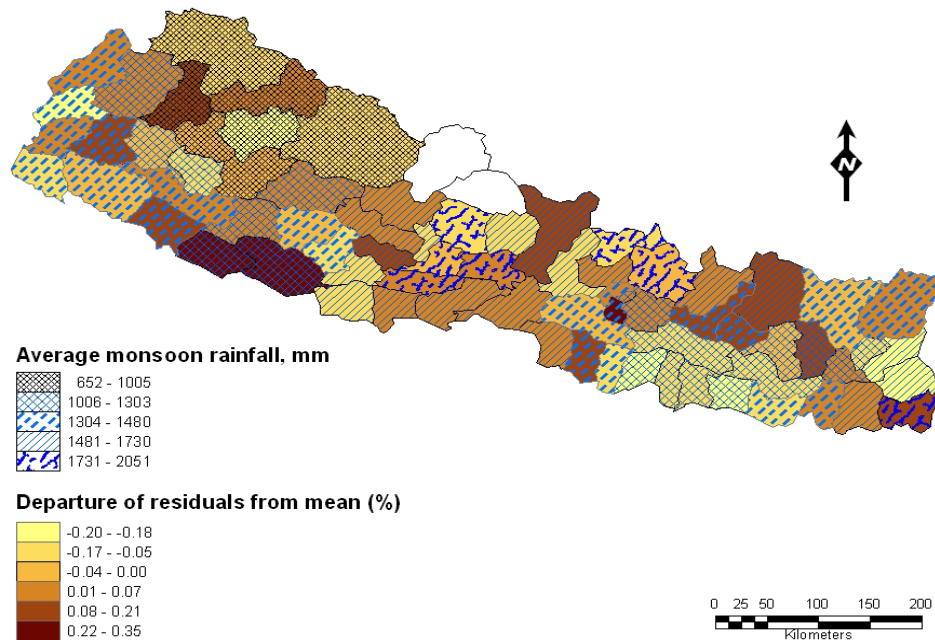 N
Average monsoon rainfall, mm
652 - 1005
1006 - 1303
1304 - 1480
1481 - 1730
1731 - 2051
Departure of residuals from mean (%)
-0.20 - -0.18
-0.17 - -0.05
-0.04 - 0.00
0.01 - 0.07
0.08 - 0.21
0.22 - 0.35
0 25 50 100 150 200
Kilometers